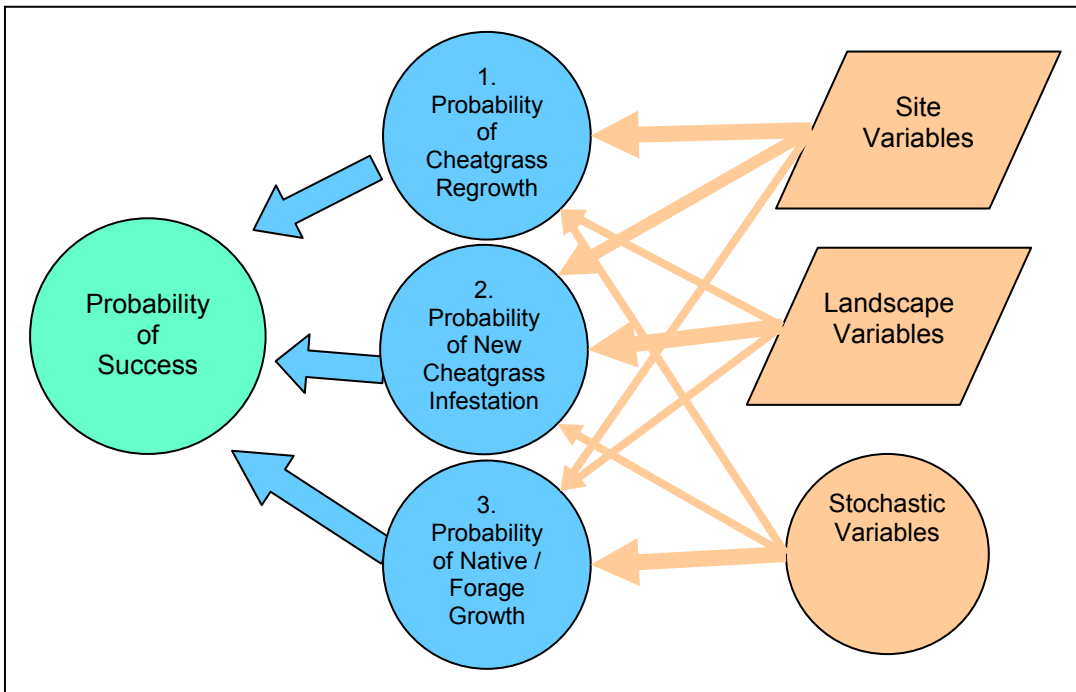 Probability
of
Success
1.
Probability
of
Cheatgrass
Regrowth
2.
Probability
of New
Cheatgrass
Infestation
3.
Probability
of Native /
Forage
Growth
Site
Variables
Landscape
Variables
Stochastic
Variables